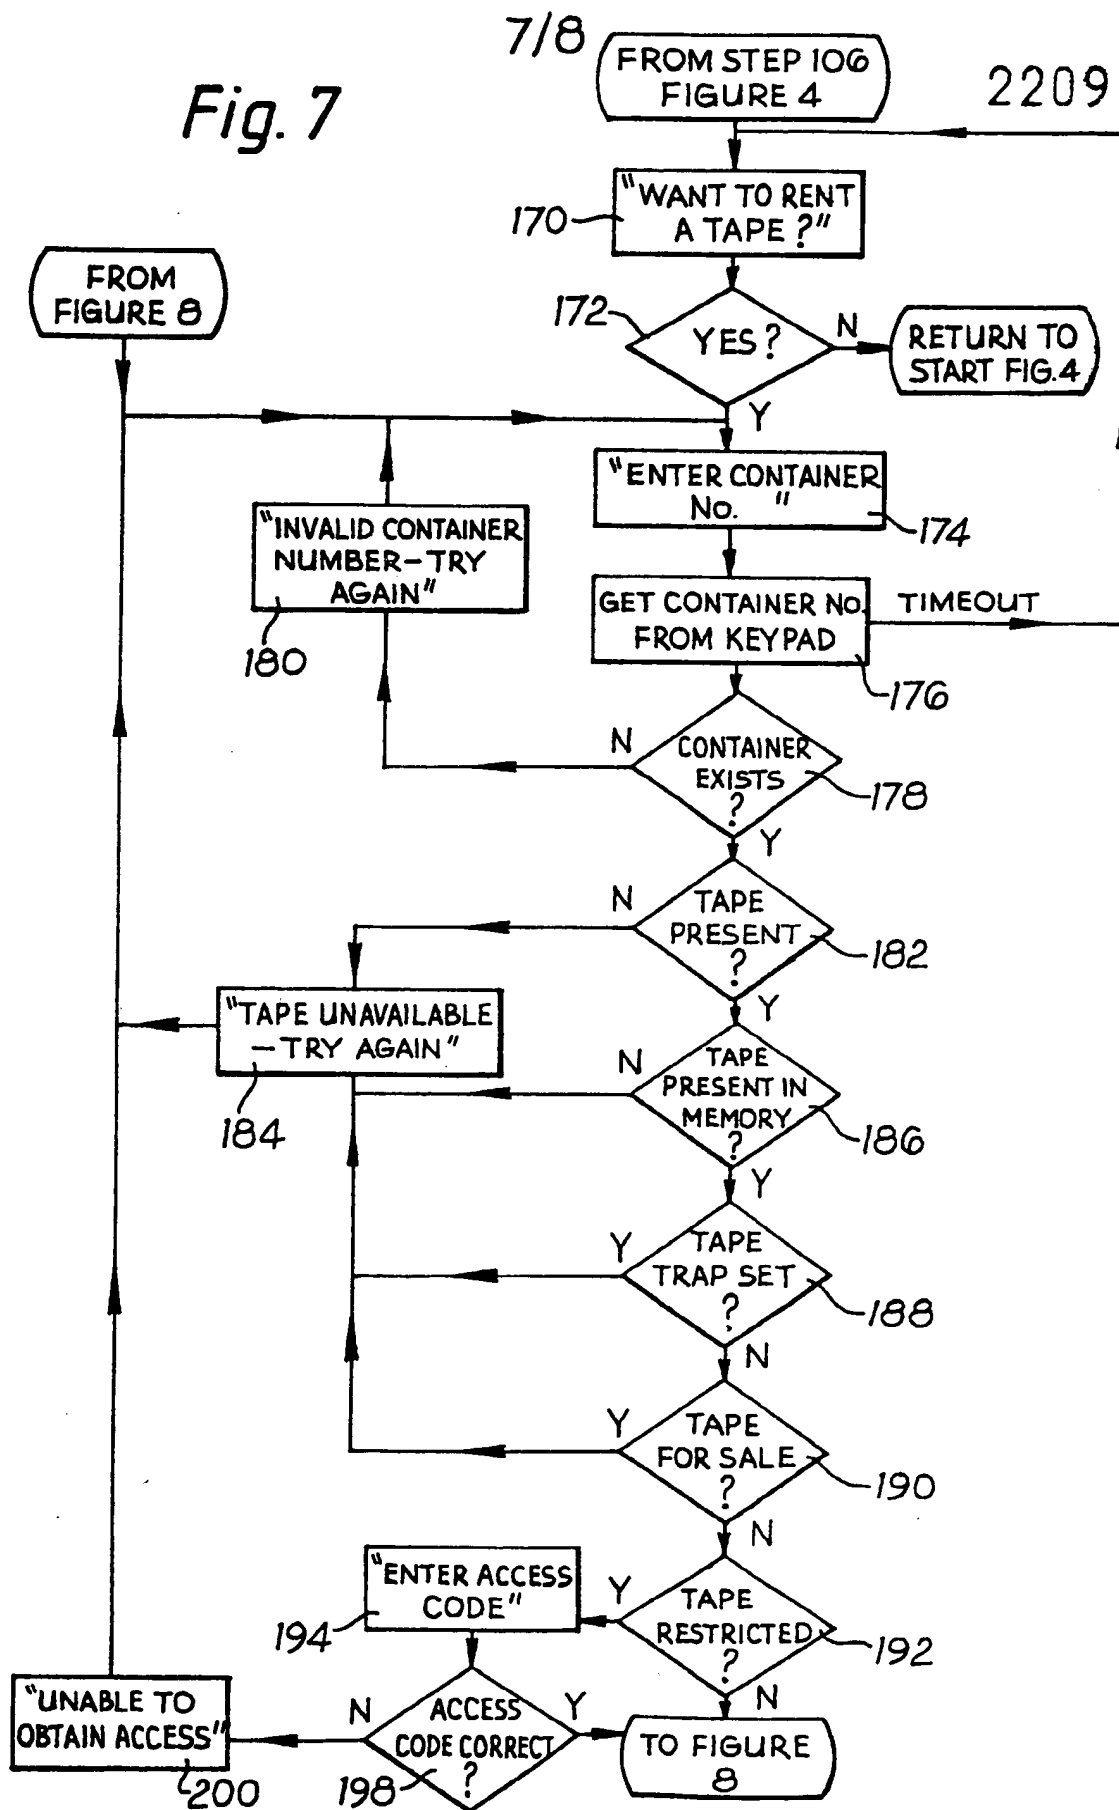 7/8
Fig. 7
FROM STEP 106
FIGURE 4
2209
"WANT TO RENT
A TAPE?"
170
FROM
FIGURE 8
172
YES?
N
RETURN TO
START FIG.4
Y
"ENTER CONTAINER
No. "
174
"INVALID CONTAINER
NUMBER-TRY
AGAIN"
180
GET CONTAINER No.
FROM KEYPAD
TIMEOUT
176
N
CONTAINER
EXISTS
?
178
Y
N
TAPE
PRESENT
?
182
Y
"TAPE UNAVAILABLE
-TRY AGAIN"
184
N
TAPE
PRESENT IN
MEMORY
?
186
Y
Y
TAPE
TRAP SET
?
188
N
Y
TAPE
FOR SALE
?
190
N
"ENTER ACCESS
CODE"
194
Y
TAPE
RESTRICTED
?
192
N
"UNABLE TO
OBTAIN ACCESS"
200
N
ACCESS
CODE CORRECT
?
198
Y
TO FIGURE
8